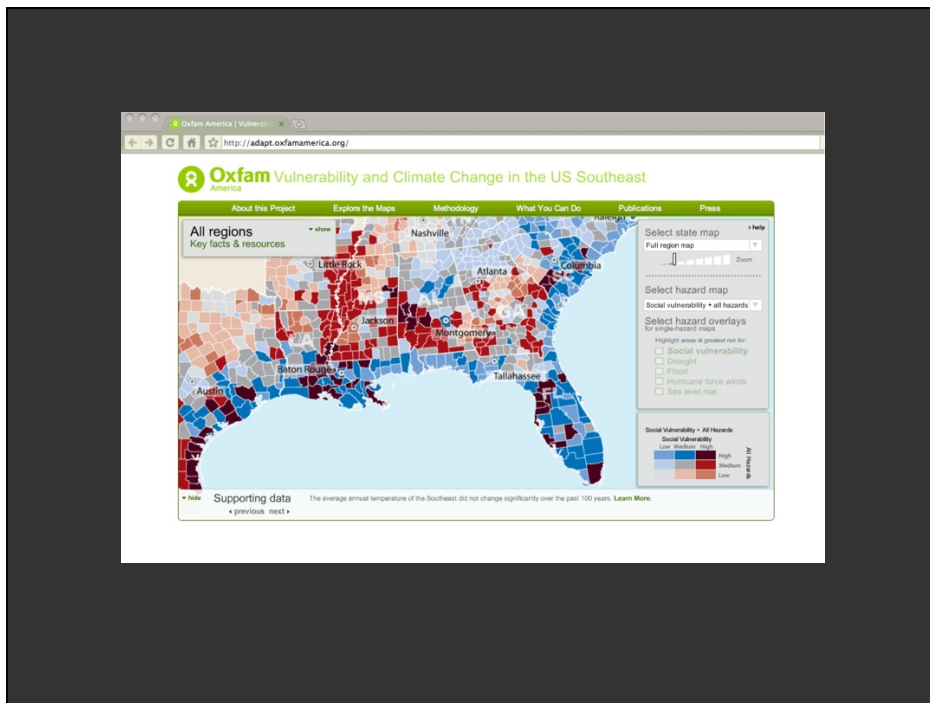 Oxfam America | Vulnerabi
http://adapt.oxfamamerica.org/
Oxfam America Vulnerability and Climate Change in the US Southeast
About this Project Explore the Maps Methodology What You Can Do Publications Press
All regions
Key facts & resources
show
Raleigh
Nashville
Little Rock
Atlanta
Columbia
MS
AL
GA
Jackson
Montgomery
LA
Baton Rouge
Tallahassee
Austin
help
Select state map
Full region map
Zoom
Select hazard map
Social vulnerability + all hazards
Select hazard overlays
for single-hazard maps
Highlight areas at greatest risk for:
Social vulnerability
Drought
Flood
Hurricane force winds
Sea level rise
Social Vulnerability + All Hazards
Social Vulnerability
Low Medium High
High
Medium
Low
All Hazards
hide
Supporting data
The average annual temperature of the Southeast did not change significantly over the past 100 years. Learn More.
previous next